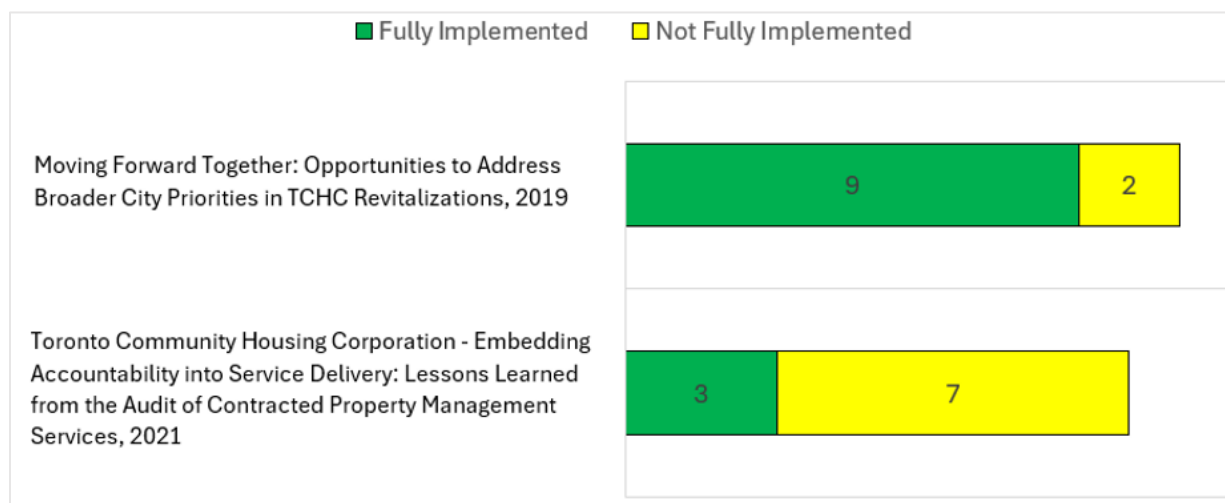 Fully Implemented Not Fully Implemented
Moving Forward Together: Opportunities to Address
Broader City Priorities in TCHC Revitalizations, 2019
9 2
Toronto Community Housing Corporation - Embedding
Accountability into Service Delivery: Lessons Learned
from the Audit of Contracted Property Management
Services, 2021
3 7